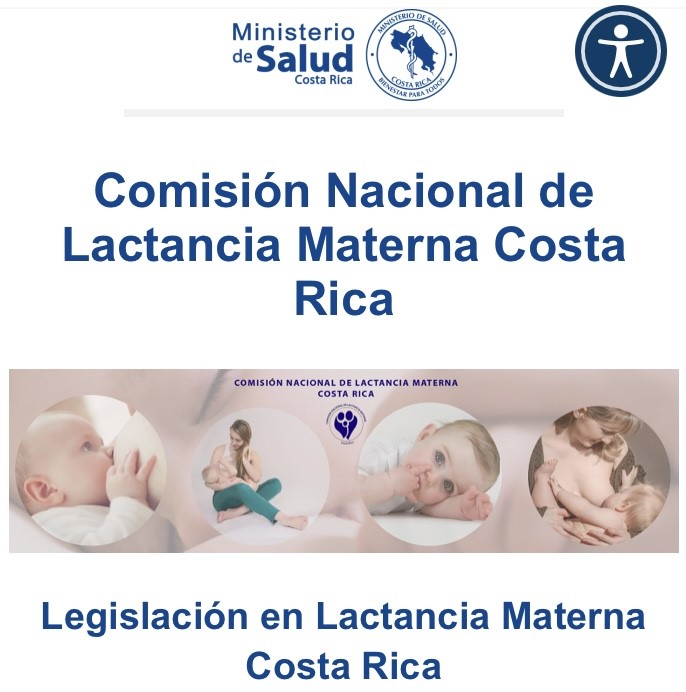 Ministerio
de Salud
Costa Rica
MINISTERIO DE SALUD
COSTA RICA
BIENESTAR PARA TODOS
Comisión Nacional de
Lactancia Materna Costa
Rica
COMISIÓN NACIONAL DE LACTANCIA MATERNA
COSTA RICA
Legislación en Lactancia Materna
Costa Rica